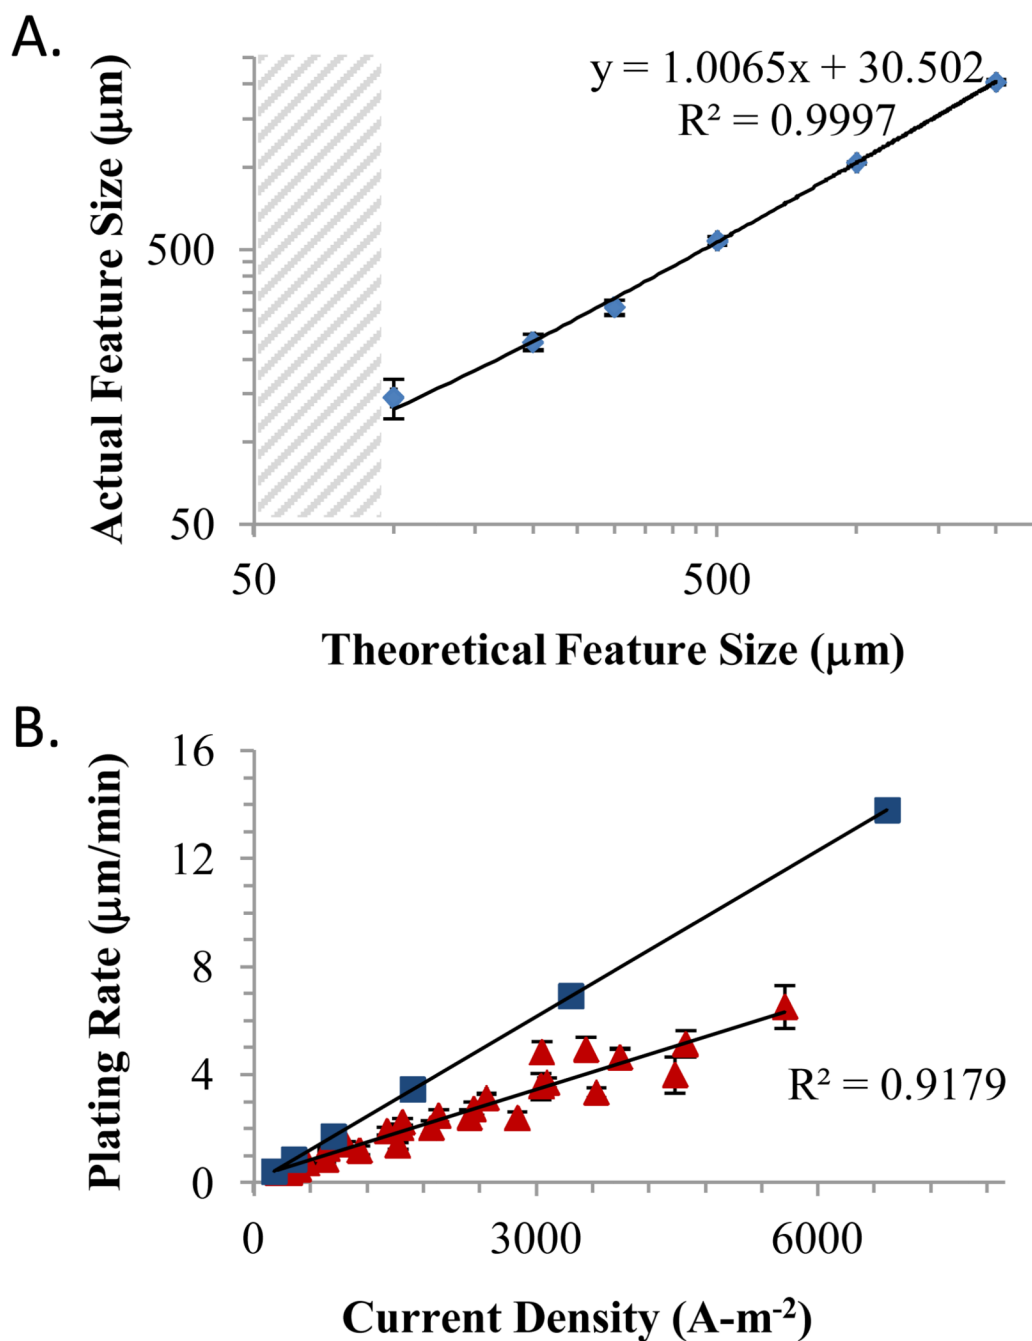 A.
Actual Feature Size (μm)
y = 1.0065x + 30.502
R² = 0.9997
500
50
50
500
Theoretical Feature Size (μm)
B.
Plating Rate (μm/min)
16
12
8
4
0
R² = 0.9179
0
3000
6000
Current Density (A-m⁻²)